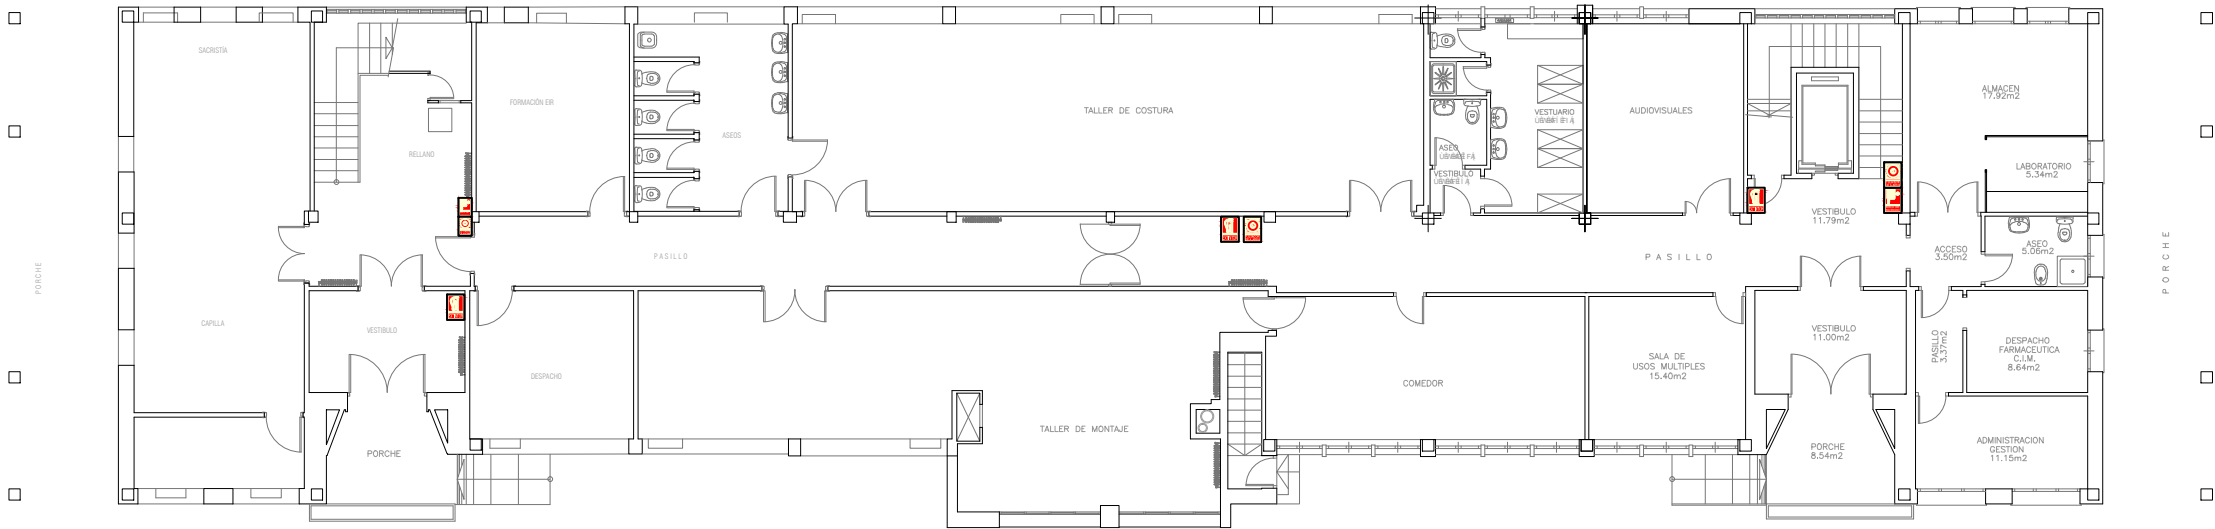 SACRISTÍA
FORMACIÓN EIR
ASEOS
TALLER DE COSTURA
AUDIOVISUALES
ALMACEN
17.92m2
VESTUARIO
RELLANO
ASEO
LABORATORIO
5.34m2
VESTIBULO
VESTIBULO
11.79m2
PORCHE
PASILLO
PASILLO
ACCESO
3.50m2
ASEO
5.06m2
PORCHE
CAPILLA
VESTIBULO
VESTIBULO
11.00m2
PASILLO
3.37m2
DESPACHO
FARMACEUTICA
C.I.M.
8.64m2
DESPACHO
COMEDOR
SALA DE
USOS MULTIPLES
15.40m2
TALLER DE MONTAJE
PORCHE
PORCHE
8.54m2
ADMINISTRACION
GESTION
11.15m2